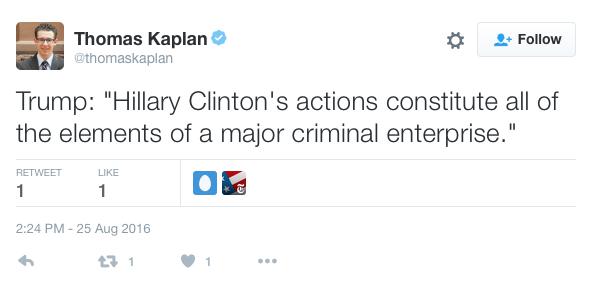 Thomas Kaplan
@thomaskaplan
Follow
Trump: "Hillary Clinton's actions constitute all of
the elements of a major criminal enterprise."
RETWEET LIKE
1 1
2:24 PM - 25 Aug 2016
1 1